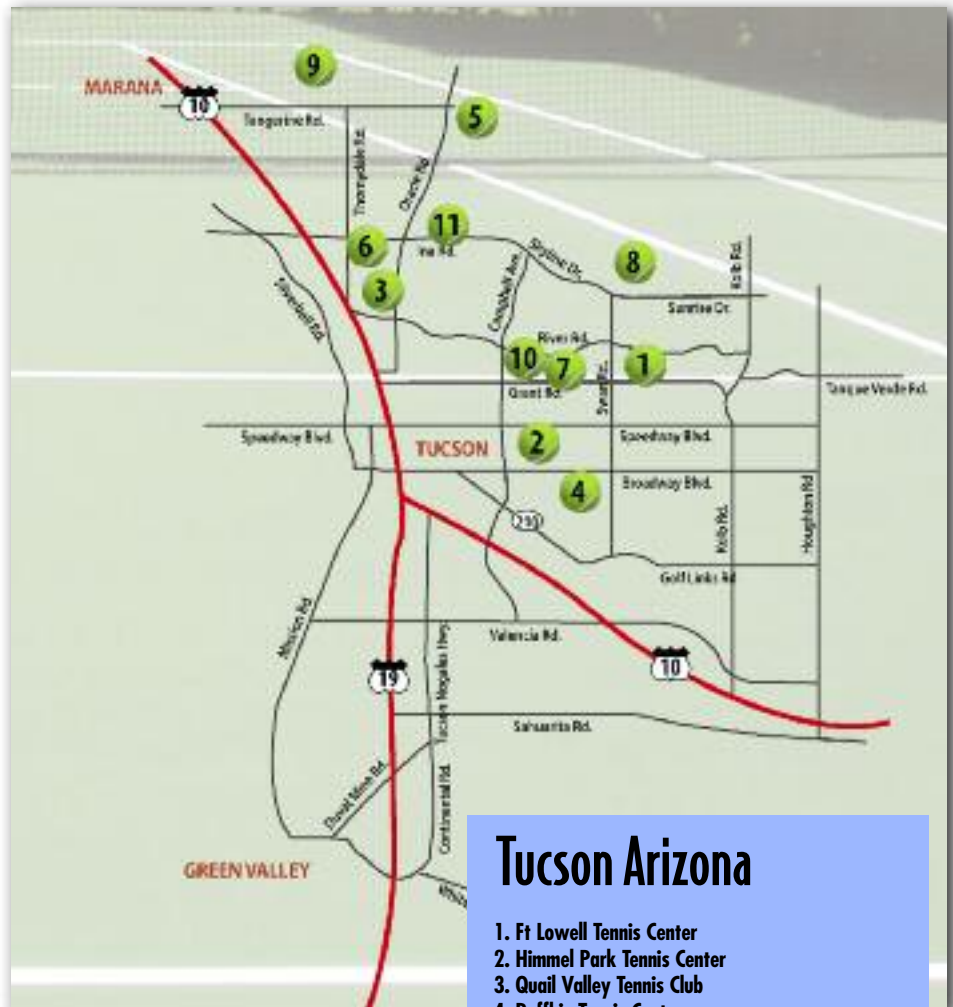 9
MARANA
10
5
Tangerine Rd.
Thornydale Rd.
Oracle Rd
11
6
Ina Rd.
Skyline Dr.
8
Kolb Rd.
3
Silverbell Rd.
Campbell Ave.
Sunrise Dr.
River Rd.
10
7
1
Grant Rd.
Swan Rd.
Tanque Verde Rd.
Speedway Blvd.
TUCSON
2
Speedway Blvd.
4
Broadway Blvd.
210
Kolb Rd.
Houghton Rd
Golf Links Rd
Mission Rd
Valencia Rd.
Tucson Nogales Hwy.
19
10
Sahuarita Rd.
Duval Mine Rd.
Continental Rd.
GREEN VALLEY
Tucson Arizona
1. Ft Lowell Tennis Center
2. Himmel Park Tennis Center
3. Quail Valley Tennis Club